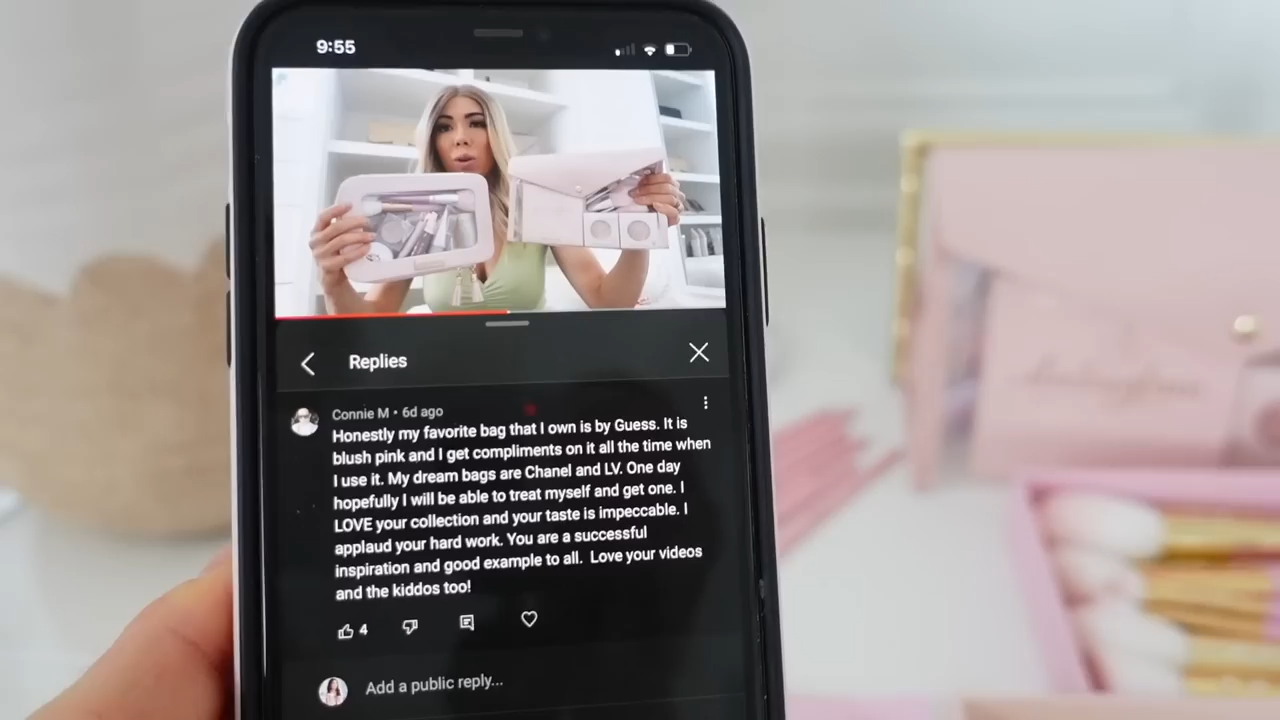 9:55
Replies
Connie M • 6d ago
Honestly my favorite bag that I own is by Guess. It is
blush pink and I get compliments on it all the time when
I use it. My dream bags are Chanel and LV. One day
hopefully I will be able to treat myself and get one. I
LOVE your collection and your taste is impeccable. I
applaud your hard work. You are a successful
inspiration and good example to all.  Love your videos
and the kiddos too!
4
Add a public reply...